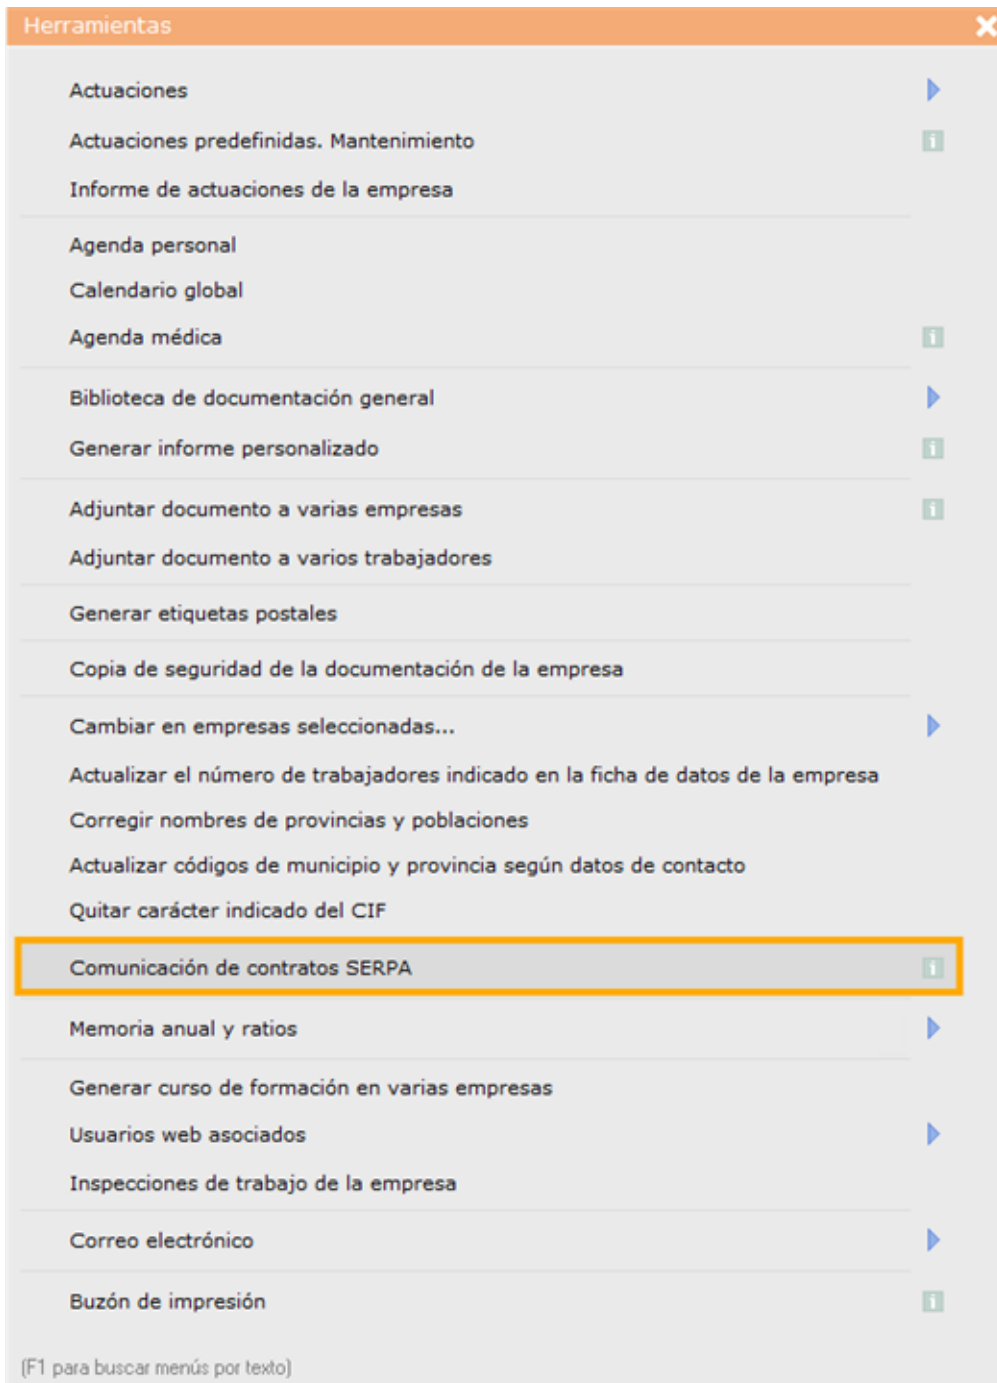 Herramientas
Actuaciones
Actuaciones predefinidas. Mantenimiento
Informe de actuaciones de la empresa
Agenda personal
Calendario global
Agenda médica
Biblioteca de documentación general
Generar informe personalizado
Adjuntar documento a varias empresas
Adjuntar documento a varios trabajadores
Generar etiquetas postales
Copia de seguridad de la documentación de la empresa
Cambiar en empresas seleccionadas...
Actualizar el número de trabajadores indicado en la ficha de datos de la empresa
Corregir nombres de provincias y poblaciones
Actualizar códigos de municipio y provincia según datos de contacto
Quitar carácter indicado del CIF
Comunicación de contratos SERPA
Memoria anual y ratios
Generar curso de formación en varias empresas
Usuarios web asociados
Inspecciones de trabajo de la empresa
Correo electrónico
Buzón de impresión
(F1 para buscar menús por texto)